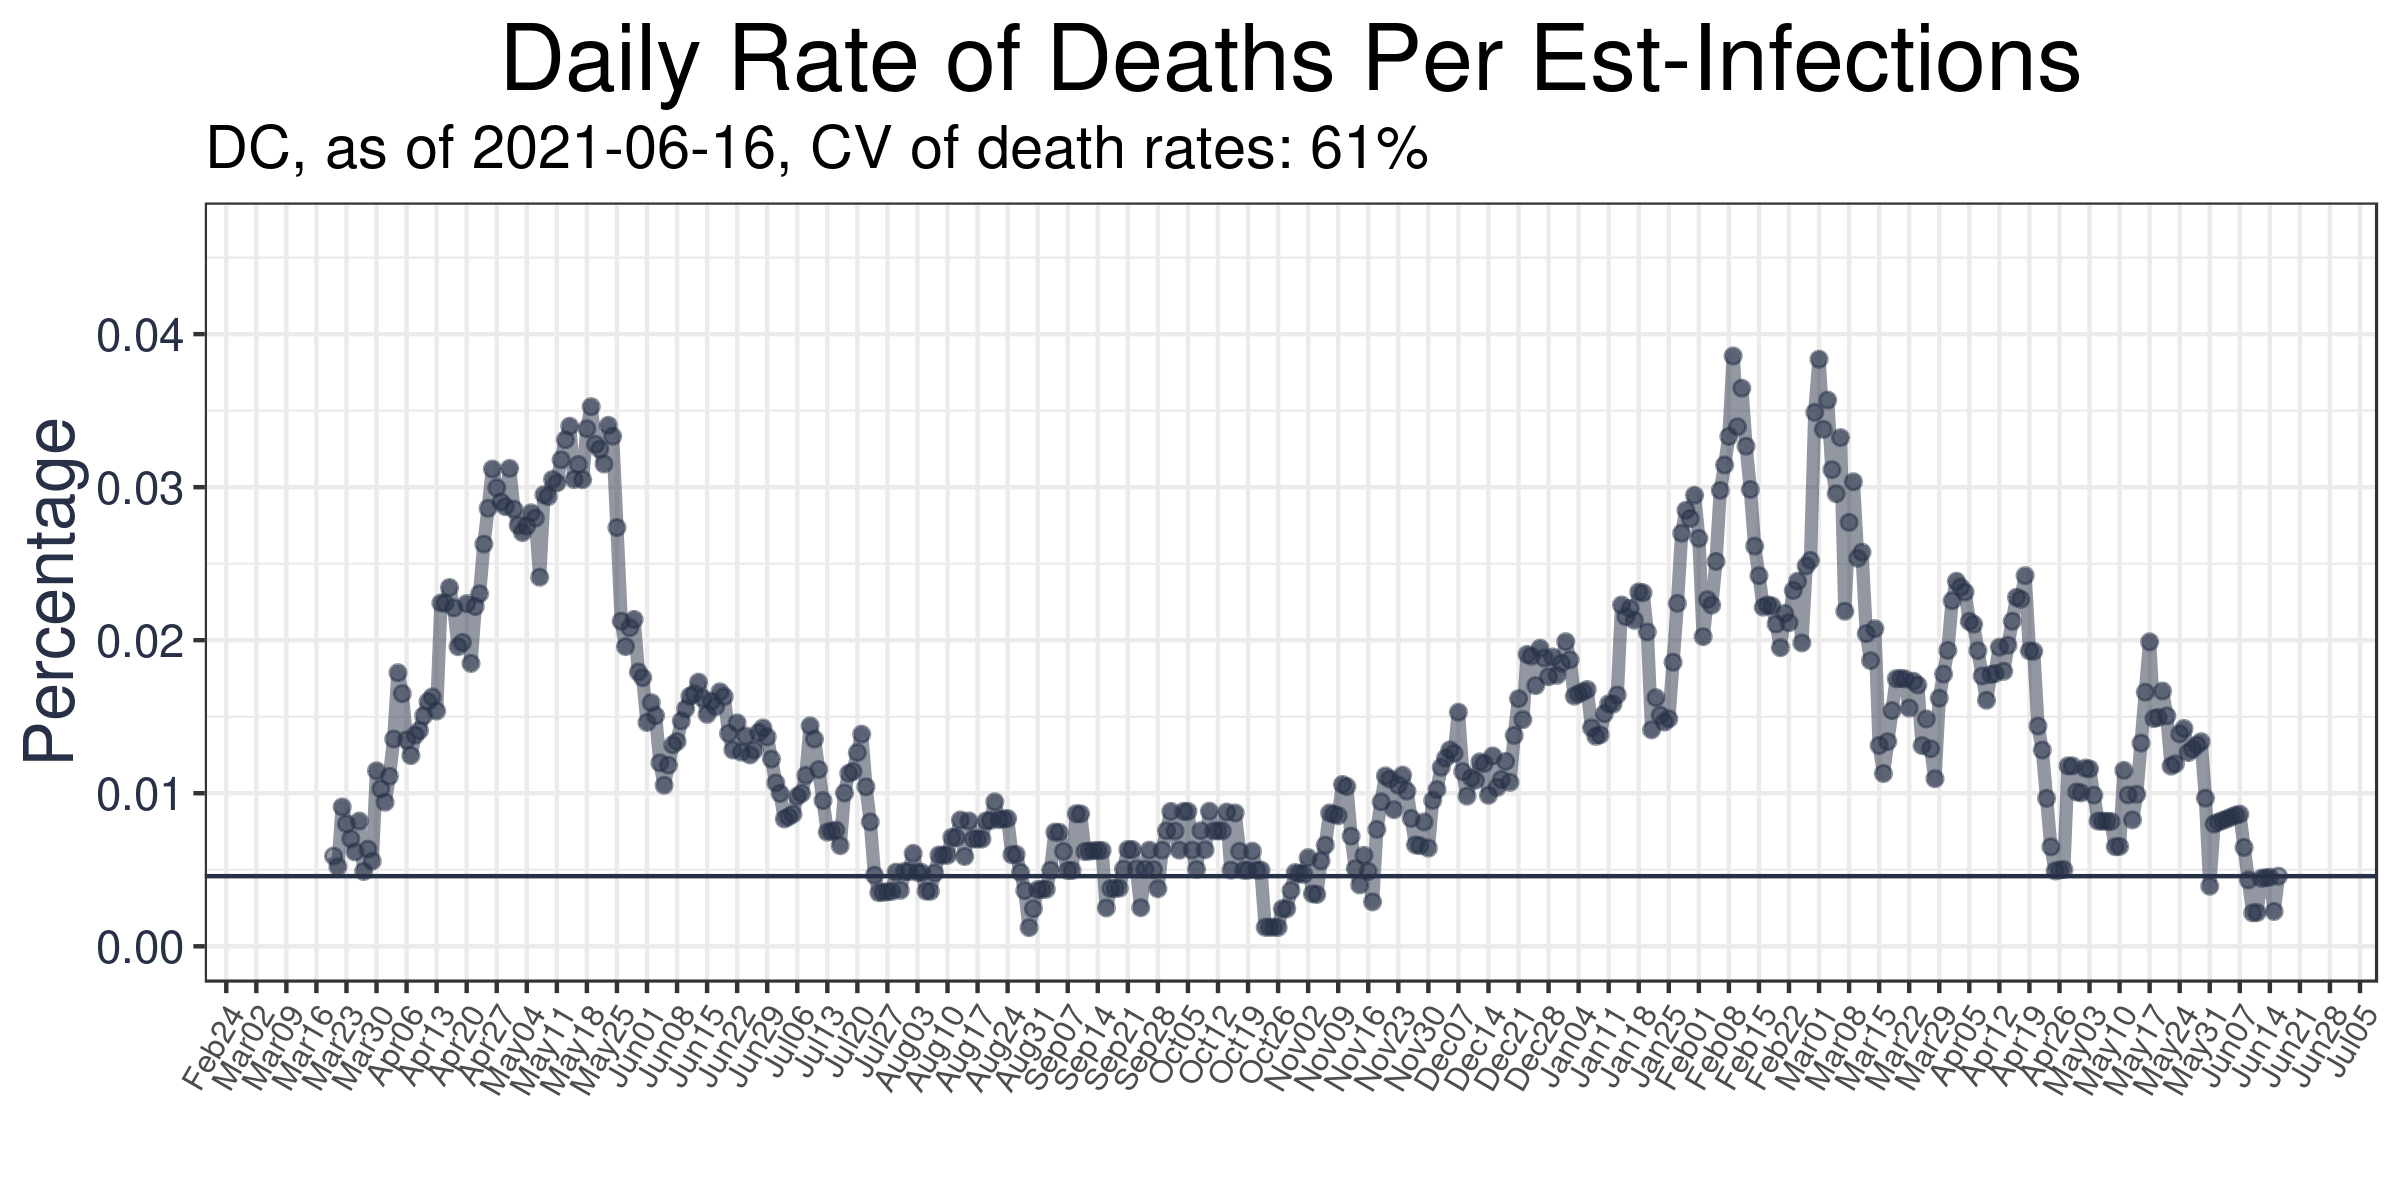 Daily Rate of Deaths Per Est-Infections
DC, as of 2021-06-16, CV of death rates: 61%
Percentage
0.04
0.03
0.02
0.01
0.00
Feb24
Mar02
Mar09
Mar16
Mar23
Mar30
Apr06
Apr13
Apr20
Apr27
May04
May11
May18
May25
Jun01
Jun08
Jun15
Jun22
Jun29
Jul06
Jul13
Jul20
Jul27
Aug03
Aug10
Aug17
Aug24
Aug31
Sep07
Sep14
Sep21
Sep28
Oct05
Oct12
Oct19
Oct26
Nov02
Nov09
Nov16
Nov23
Nov30
Dec07
Dec14
Dec21
Dec28
Jan04
Jan11
Jan18
Jan25
Feb01
Feb08
Feb15
Feb22
Mar01
Mar08
Mar15
Mar22
Mar29
Apr05
Apr12
Apr19
Apr26
May03
May10
May17
May24
May31
Jun07
Jun14
Jun21
Jun28
Jul05